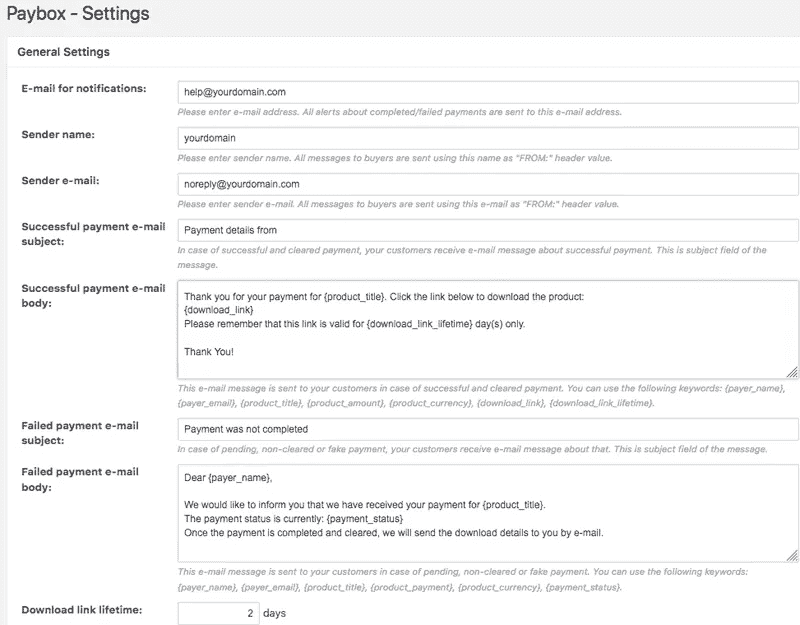 Paybox - Settings
General Settings
E-mail for notifications:
help@yourdomain.com
Please enter e-mail address. All alerts about completed/failed payments are sent to this e-mail address.
Sender name:
yourdomain
Please enter sender name. All messages to buyers are sent using this name as "FROM:" header value.
Sender e-mail:
noreply@yourdomain.com
Please enter sender e-mail. All messages to buyers are sent using this e-mail as "FROM:" header value.
Successful payment e-mail
subject:
Payment details from
In case of successful and cleared payment, your customers receive e-mail message about successful payment. This is subject field of the
message.
Successful payment e-mail
body:
Thank you for your payment for {product_title}. Click the link below to download the product:
{download_link}
Please remember that this link is valid for {download_link_lifetime} day(s) only.
Thank You!
This e-mail message is sent to your customers in case of successful and cleared payment. You can use the following keywords: {payer_name},
{payer_email}, {product_title}, {product_amount}, {product_currency}, {download_link}, {download_link_lifetime}.
Failed payment e-mail
subject:
Payment was not completed
In case of pending, non-cleared or fake payment, your customers receive e-mail message about that. This is subject field of the message.
Failed payment e-mail
body:
Dear {payer_name},
We would like to inform you that we have received your payment for {product_title}.
The payment status is currently: {payment_status}
Once the payment is completed and cleared, we will send the download details to you by e-mail.
This e-mail message is sent to your customers in case of pending, non-cleared or fake payment. You can use the following keywords:
{payer_name}, {payer_email}, {product_title}, {product_payment}, {product_currency}, {payment_status}.
Download link lifetime:
2 days